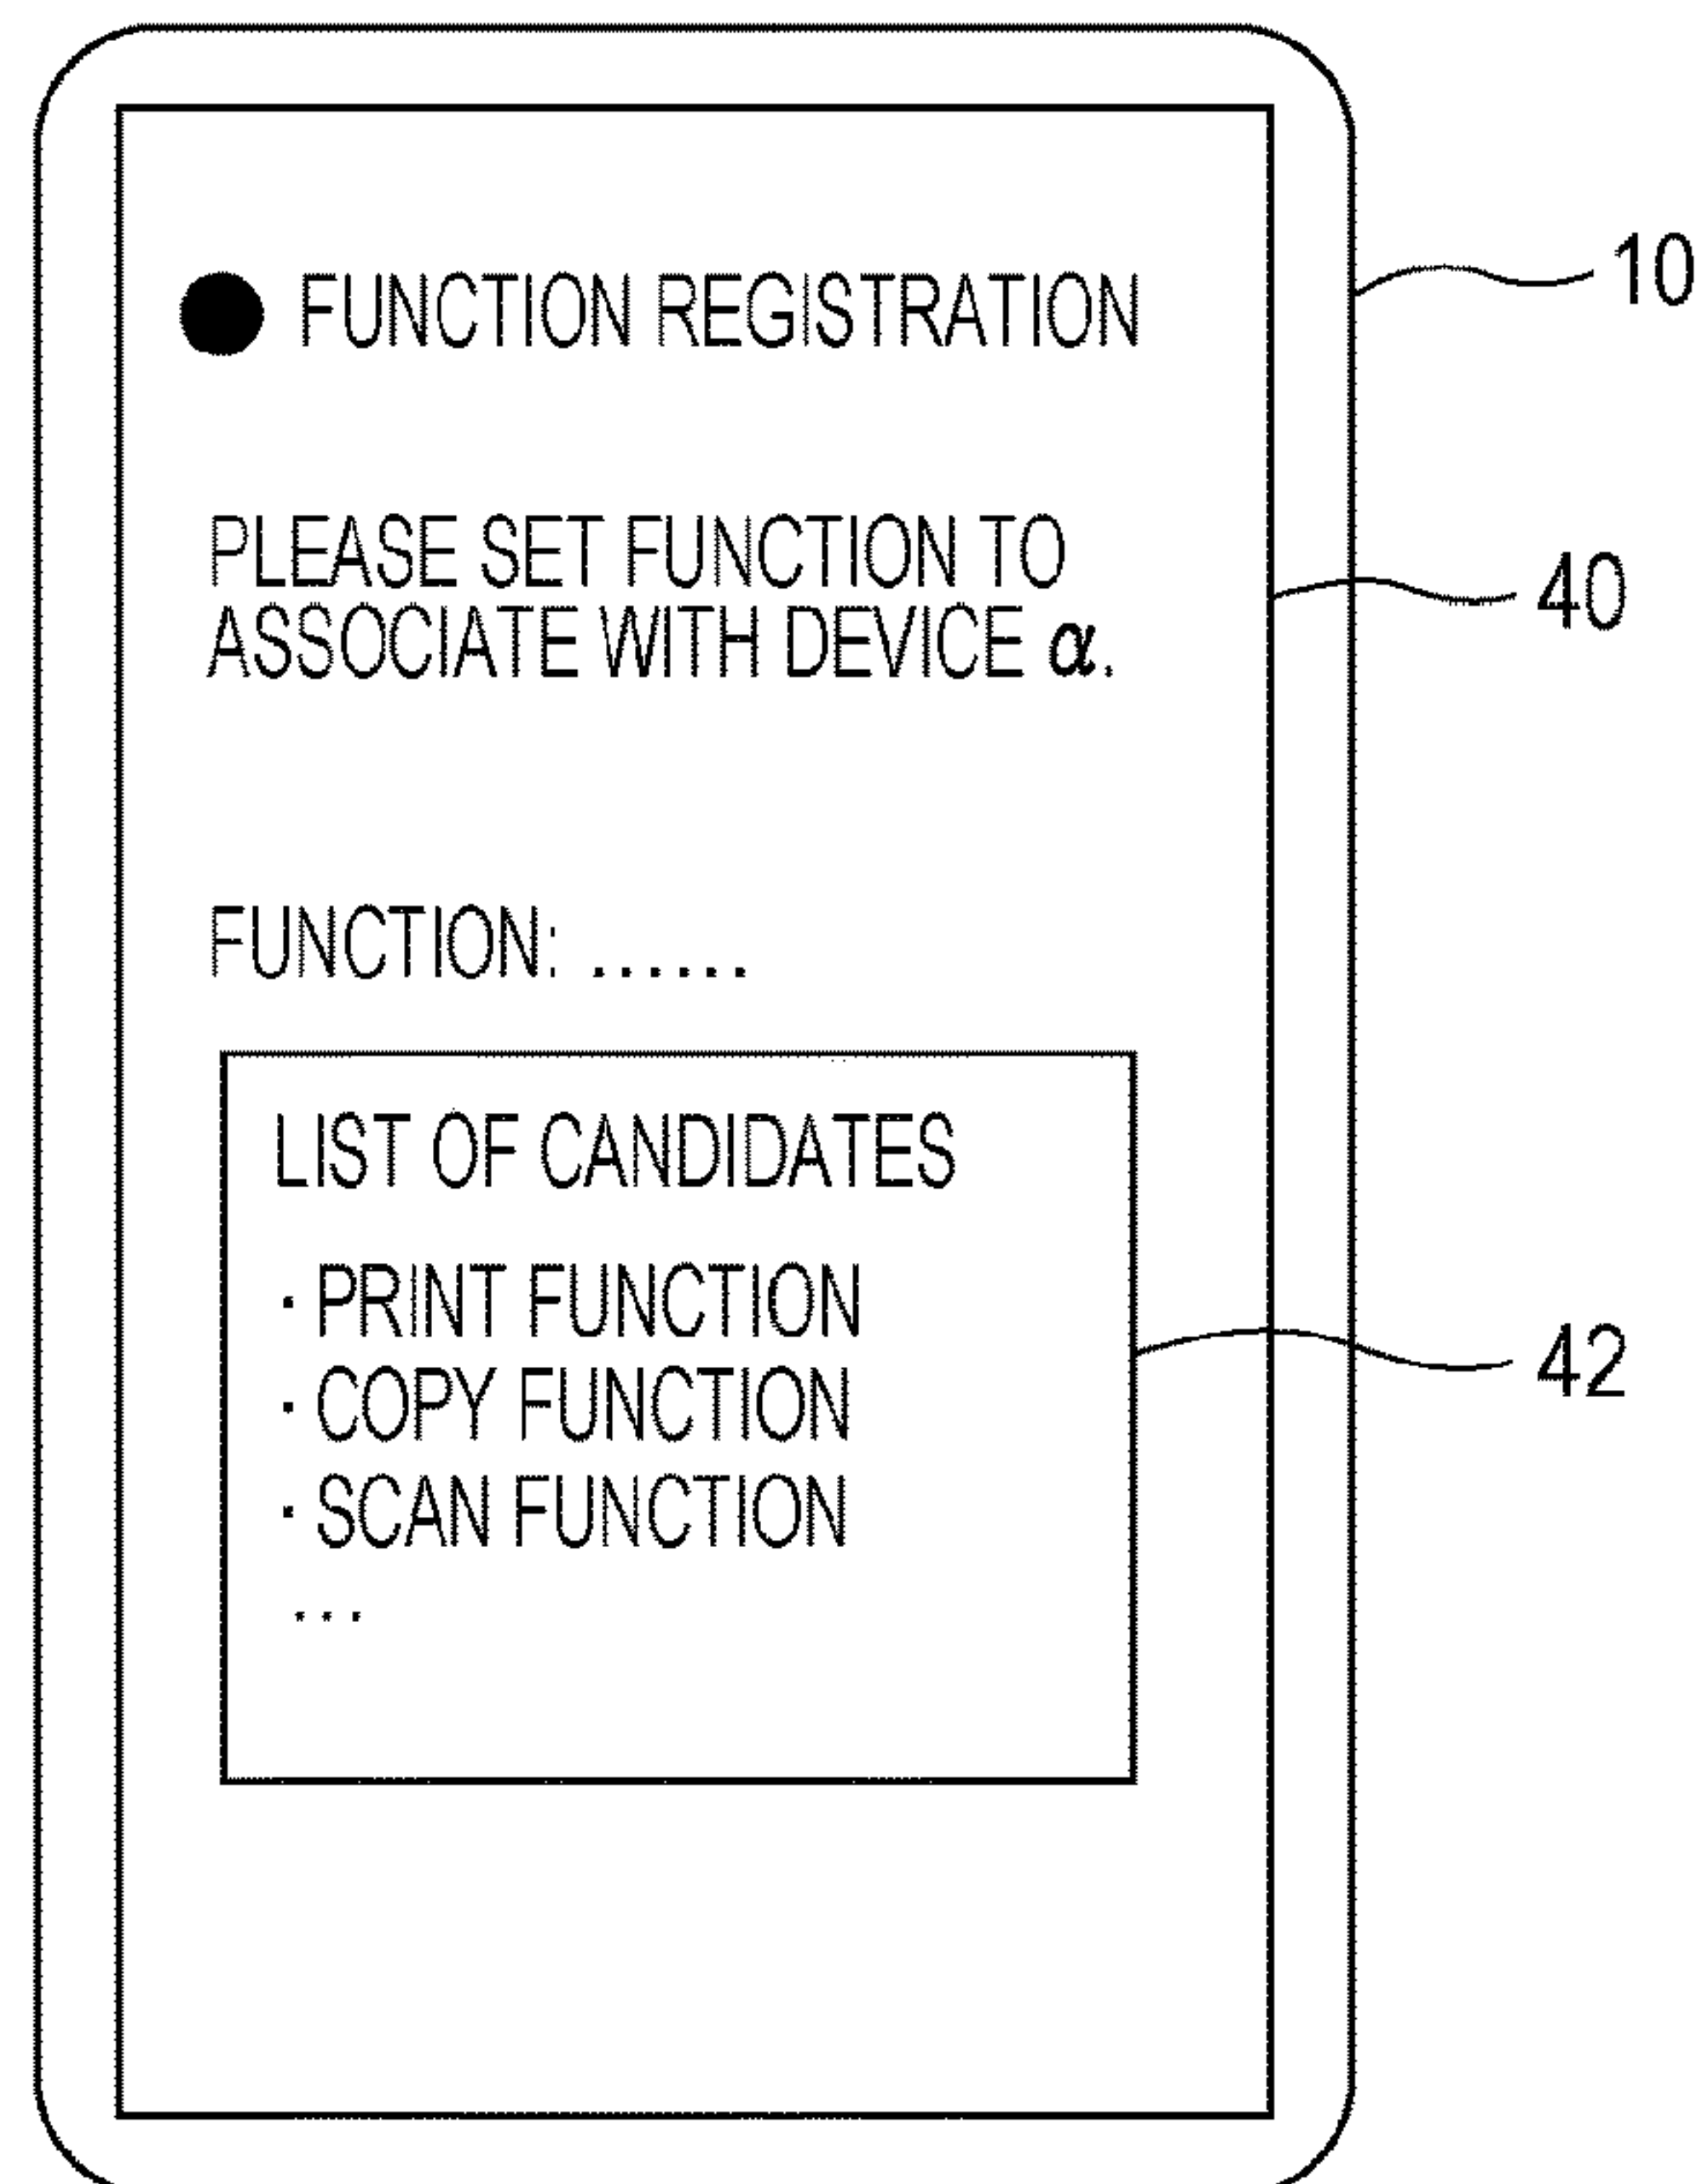 ● FUNCTION REGISTRATION
10
PLEASE SET FUNCTION TO
ASSOCIATE WITH DEVICE α.
40
FUNCTION: ......
LIST OF CANDIDATES
· PRINT FUNCTION
· COPY FUNCTION
· SCAN FUNCTION
...
42